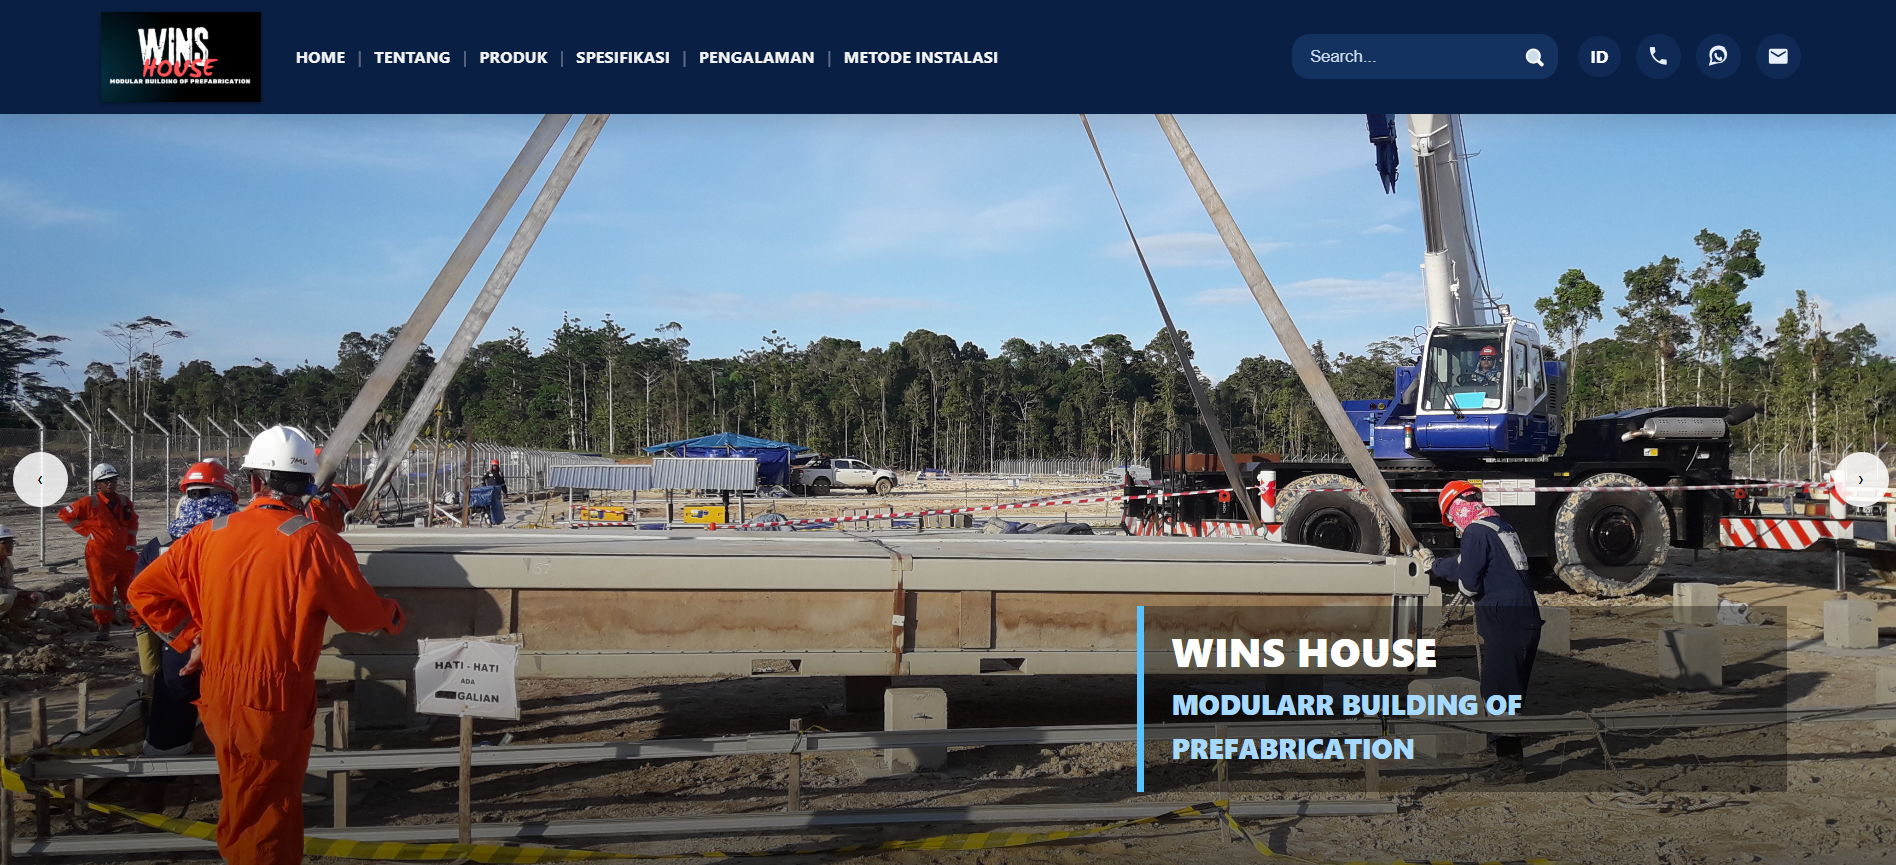 WINS
HOUSE
MODULAR BUILDING OF PREFABRICATION
HOME | TENTANG | PRODUK | SPESIFIKASI | PENGALAMAN | METODE INSTALASI
Search...
ID
HATI - HATI
ADA
GALIAN
WINS HOUSE
MODULARR BUILDING OF
PREFABRICATION